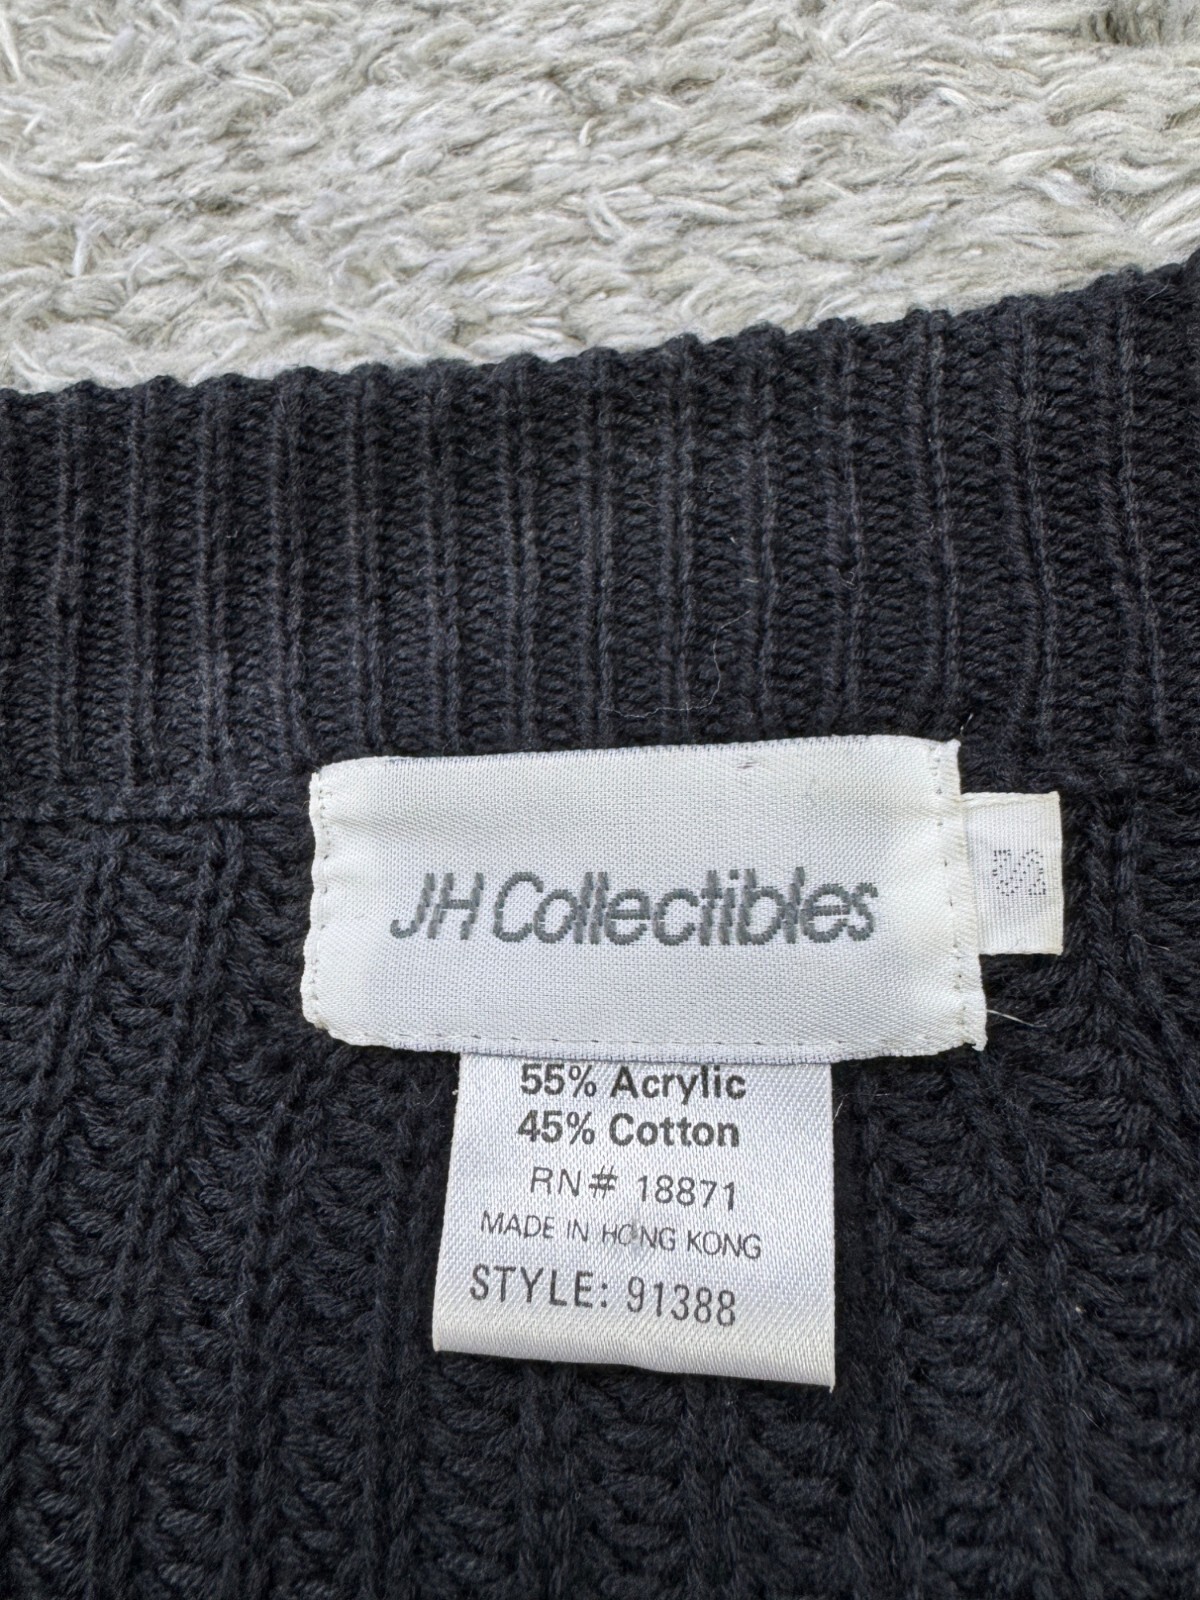 JH Collectibles
55% Acrylic
45% Cotton
RN# 18871
MADE IN HONG KONG
STYLE: 91388